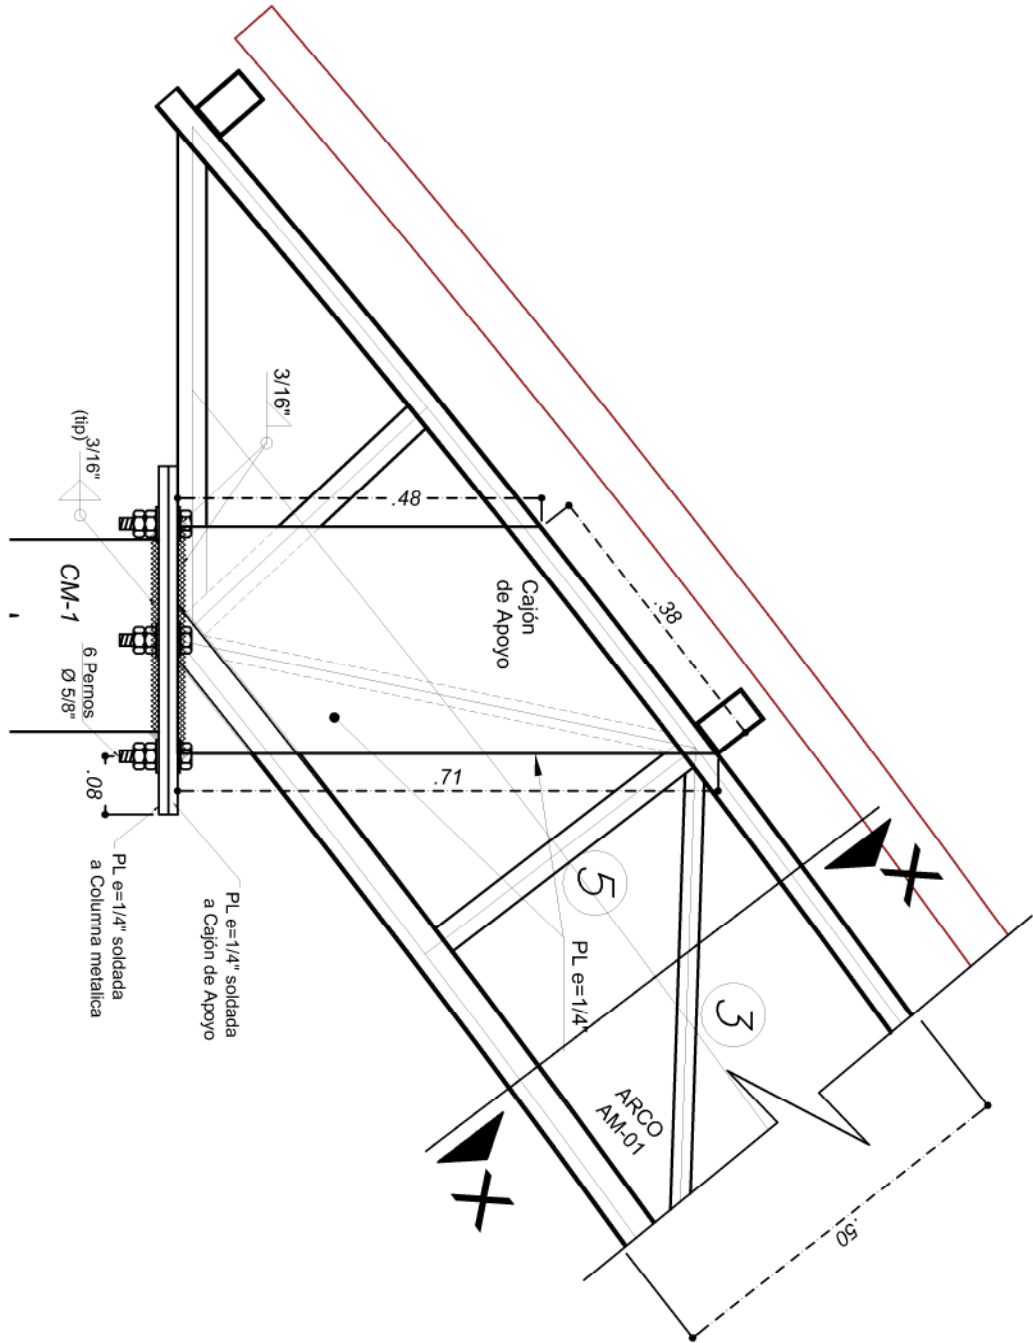 3/16"
3/16"
(tip)
.48
.38
Cajón
de Apoyo
CM-1
6 Pernos
Ø 5/8"
.08
.71
PL e=1/4" soldada
a Columna metalica
PL e=1/4" soldada
a Cajón de Apoyo
5
PL e=1/4"
3
X
ARCO
AM-01
X
.50